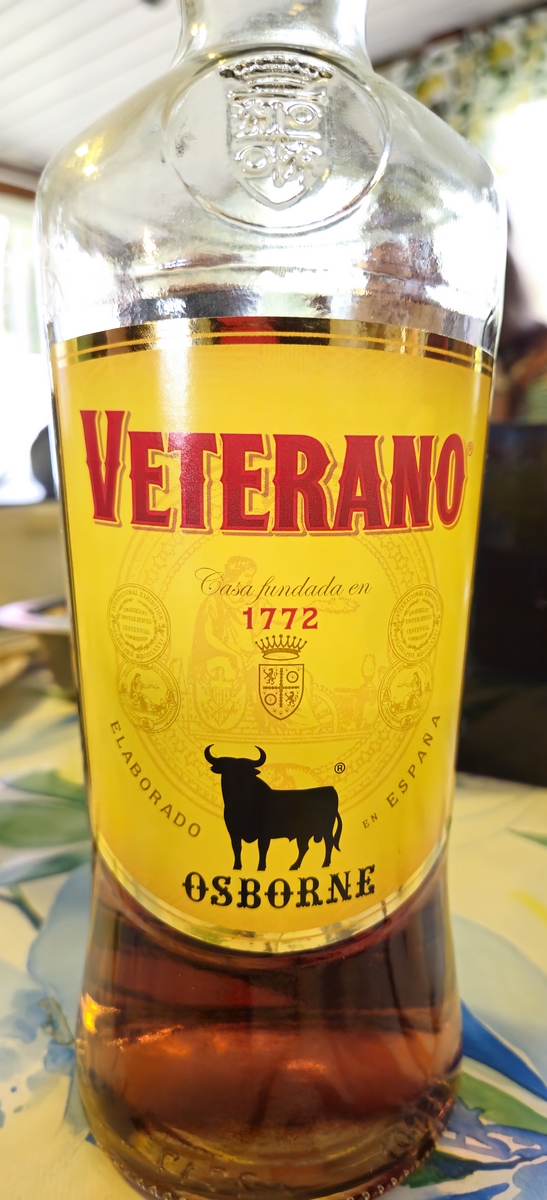 VETERANO®
Casa fundada en
1772
ELABORADO EN ESPAÑA
®
OSBORNE